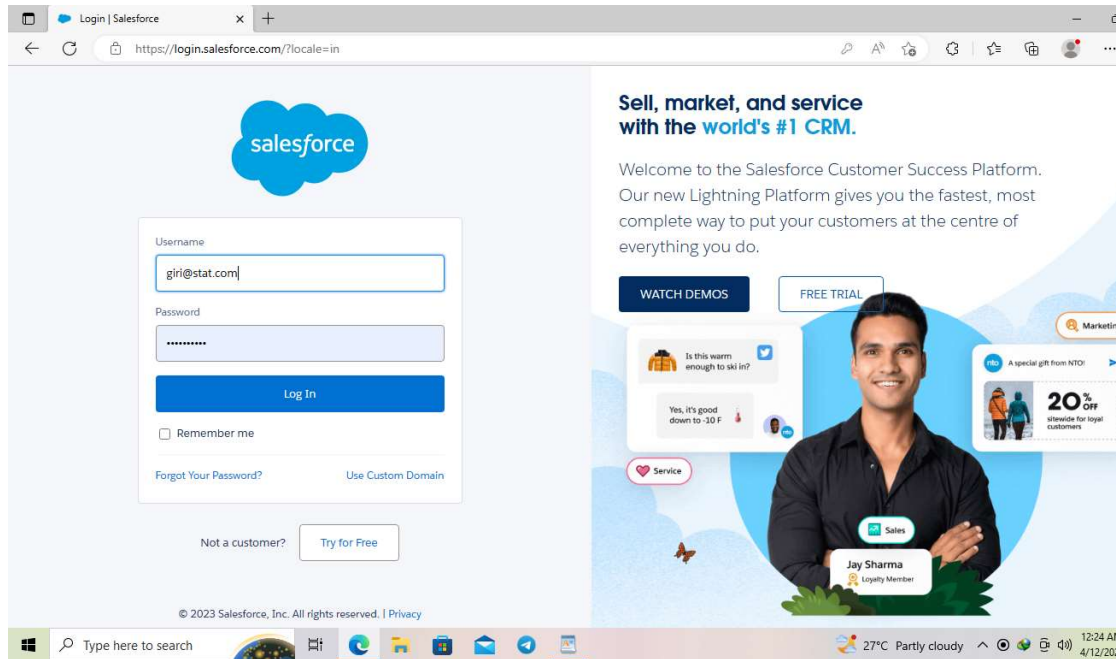 Login | Salesforce
https://login.salesforce.com/?locale=in
salesforce
Username
giri@stat.com
Password
Log In
Remember me
Forgot Your Password? Use Custom Domain
Not a customer? Try for Free
© 2023 Salesforce, Inc. All rights reserved. | Privacy
Sell, market, and service
with the world's #1 CRM.
Welcome to the Salesforce Customer Success Platform.
Our new Lightning Platform gives you the fastest, most
complete way to put your customers at the centre of
everything you do.
WATCH DEMOS FREE TRIAL
Is this warm
enough to ski in?
Yes, it's good
down to -10 F
nto
Service
Marketin
nto A special gift from NTO!
20% OFF
sitewide for loyal
customers
Sales
Jay Sharma
Loyalty Member
Type here to search
27°C Partly cloudy
12:24 AM
4/12/202